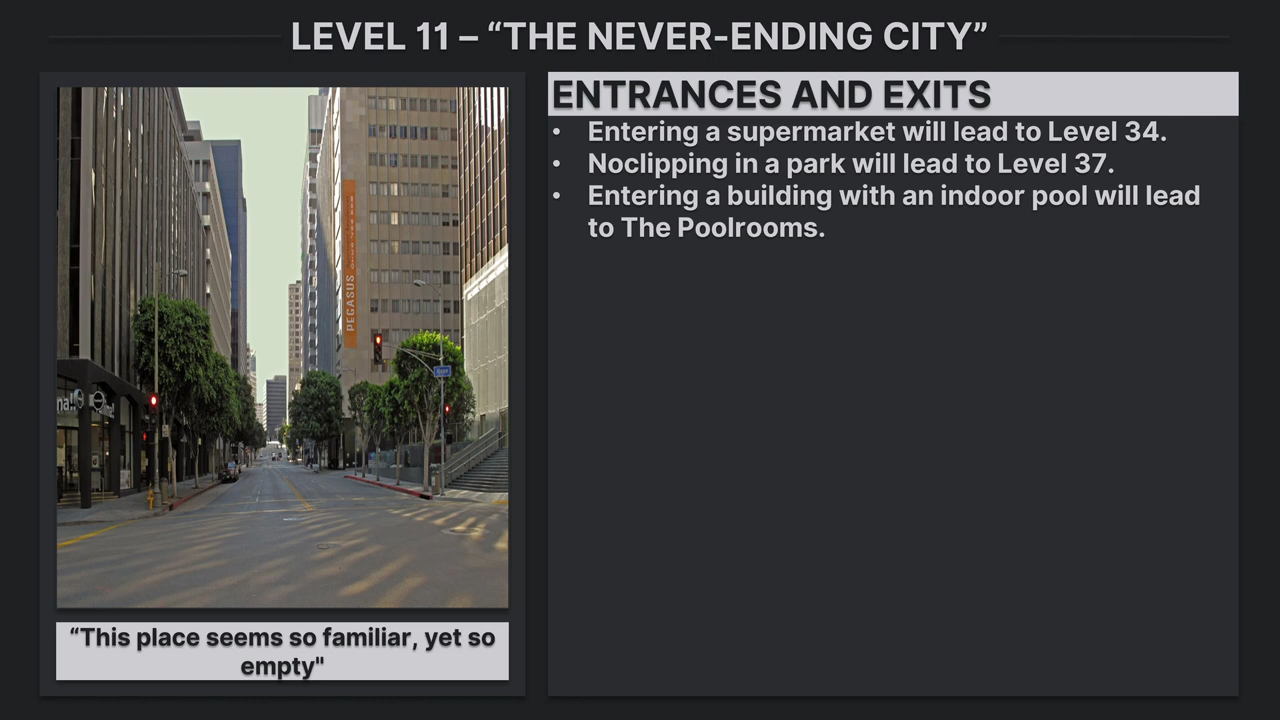 LEVEL 11 – “THE NEVER-ENDING CITY”
PEGASUS
“This place seems so familiar, yet so
empty"
ENTRANCES AND EXITS
• Entering a supermarket will lead to Level 34.
• Noclipping in a park will lead to Level 37.
• Entering a building with an indoor pool will lead
to The Poolrooms.